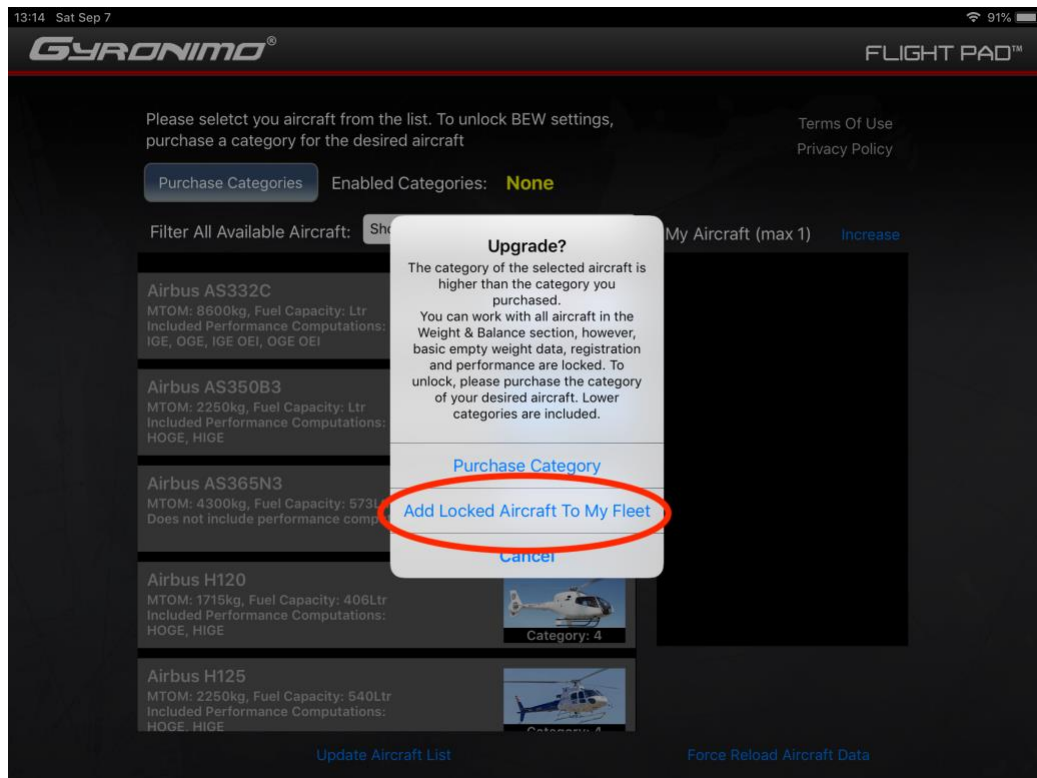 13:14 Sat Sep 7
91%
GYRONIMO®
FLIGHT PAD™
Please seletct you aircraft from the list. To unlock BEW settings,
purchase a category for the desired aircraft
Terms Of Use
Privacy Policy
Purchase Categories
Enabled Categories: None
Filter All Available Aircraft:
My Aircraft (max 1)
Increase
Upgrade?
The category of the selected aircraft is
higher than the category you
purchased.
You can work with all aircraft in the
Weight & Balance section, however,
basic empty weight data, registration
and performance are locked. To
unlock, please purchase the category
of your desired aircraft. Lower
categories are included.
Purchase Category
Add Locked Aircraft To My Fleet
Cancel
Airbus AS332C
MTOM: 8600kg, Fuel Capacity: Ltr
Included Performance Computations:
IGE, OGE, IGE OEI, OGE OEI
Airbus AS350B3
MTOM: 2250kg, Fuel Capacity: Ltr
Included Performance Computations:
HOGE, HIGE
Airbus AS365N3
MTOM: 4300kg, Fuel Capacity: 573L
Does not include performance
Airbus H120
MTOM: 1715kg, Fuel Capacity: 406Ltr
Included Performance Computations:
HOGE, HIGE
Category: 4
Airbus H125
MTOM: 2250kg, Fuel Capacity: 540Ltr
Included Performance Computations:
HOGE, HIGE
Category: 4
Update Aircraft List
Force Reload Aircraft Data